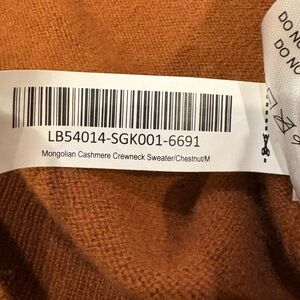 LB54014-SGK001-6691
Mongolian Cashmere Crewneck Sweater/Chestnut/M
DO NO
DO NO